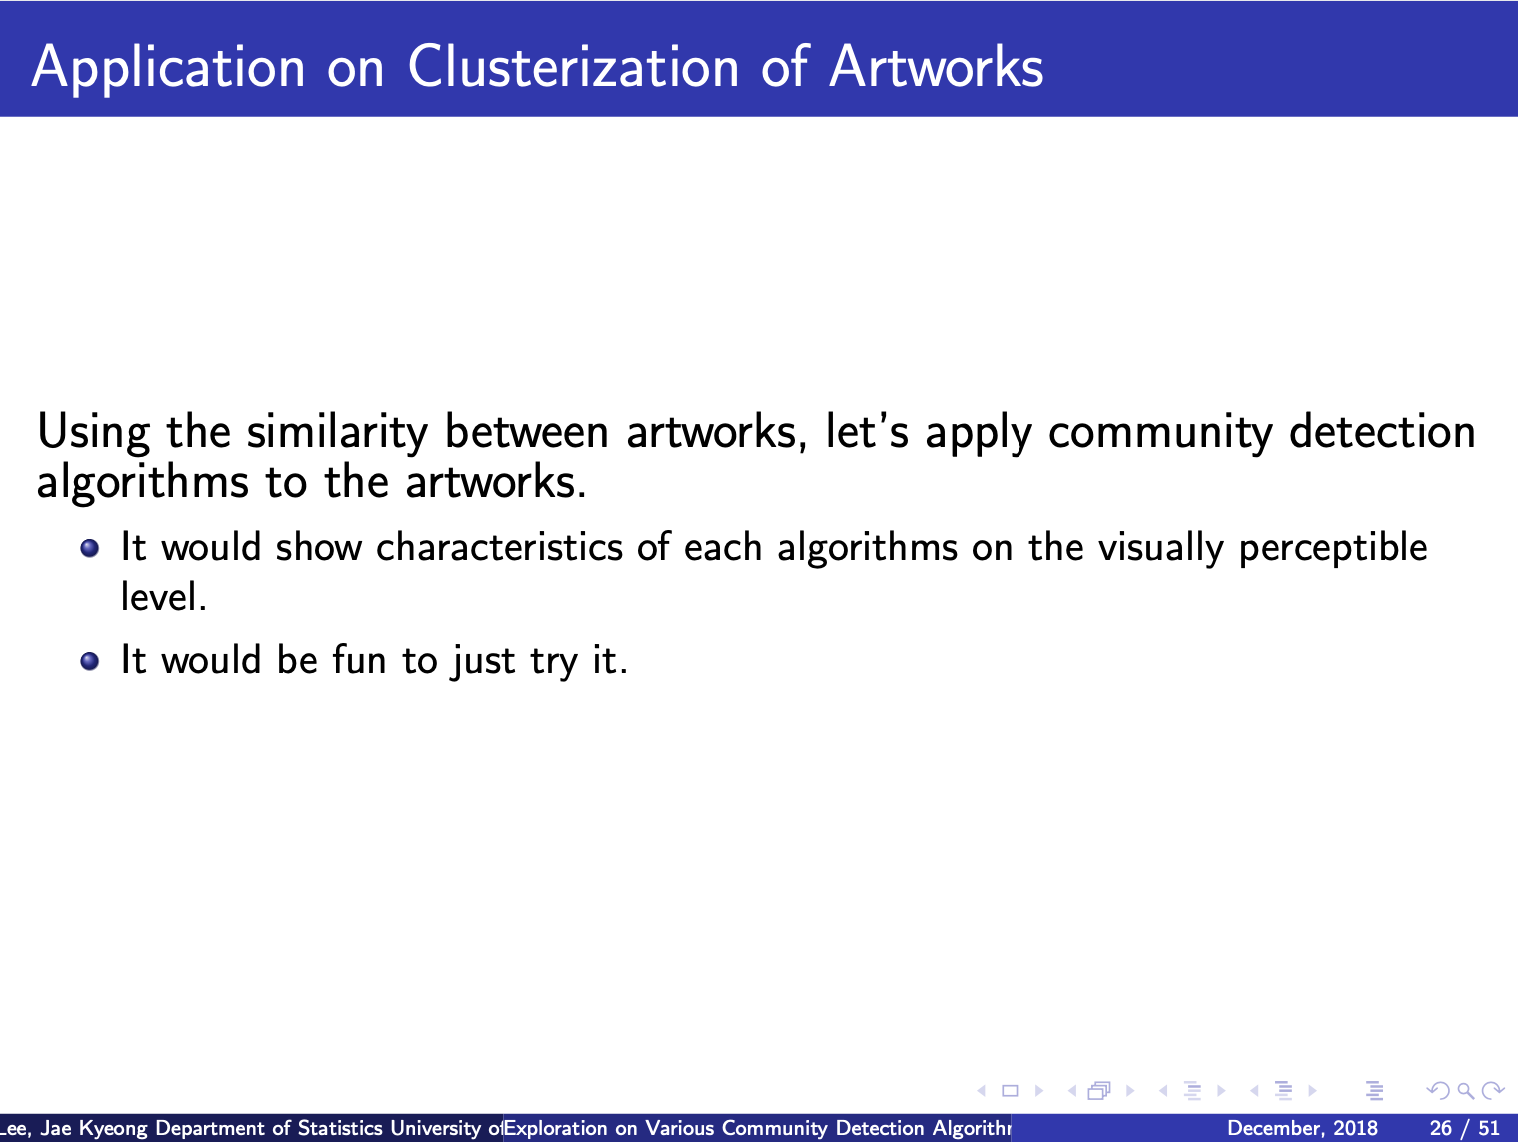 Application on Clusterization of Artworks
Using the similarity between artworks, let's apply community detection
algorithms to the artworks.
It would show characteristics of each algorithms on the visually perceptible
level.
It would be fun to just try it.
Lee, Jae Kyeong Department of Statistics University of Exploration on Various Community Detection Algorithm December, 2018 26 / 51